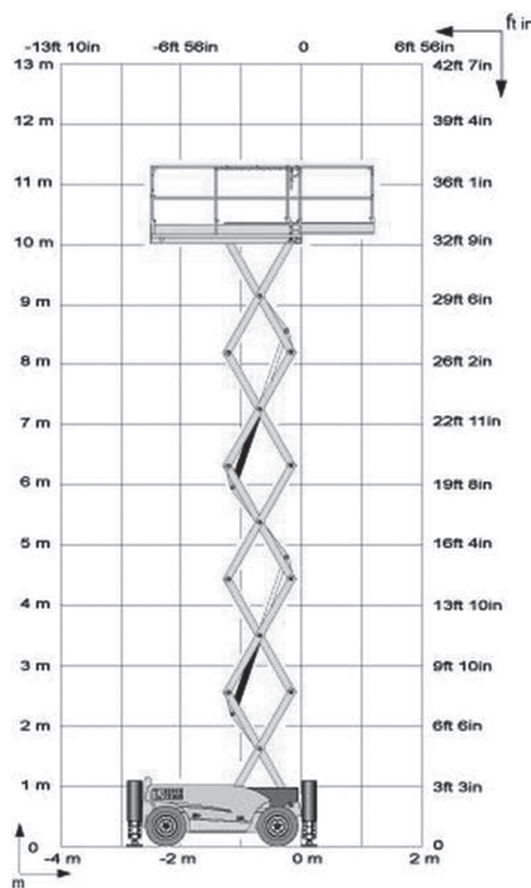 ft in
-13ft 10in -6ft 56in 0 6ft 56in
13 m 42ft 7in
12 m 39ft 4in
11 m 36ft 1in
10 m 32ft 9in
9 m 29ft 6in
8 m 26ft 2in
7 m 22ft 11in
6 m 19ft 8in
5 m 16ft 4in
4 m 13ft 10in
3 m 9ft 10in
2 m 6ft 6in
1 m 3ft 3in
0 0
-4 m -2 m 0 m 2 m
m